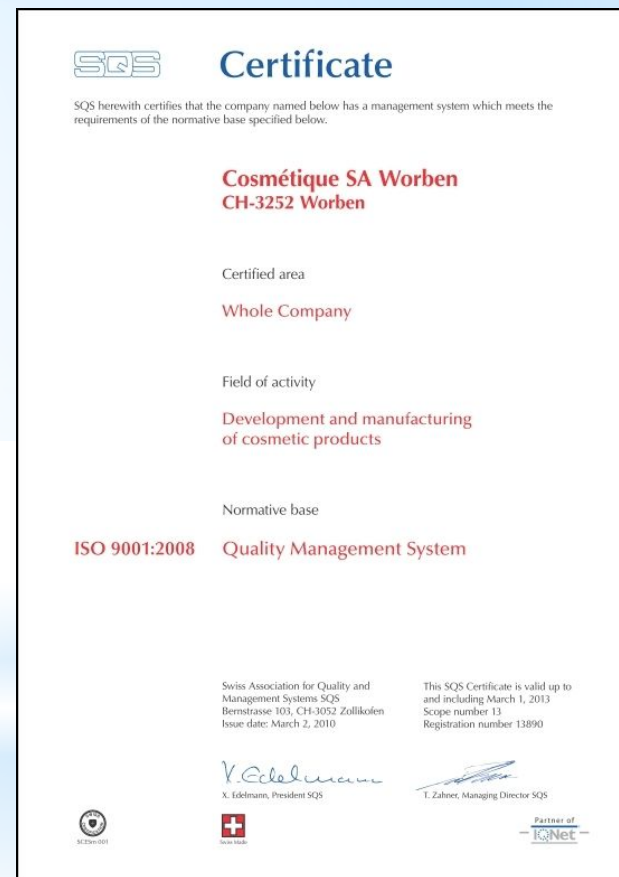 SQS Certificate
SQS herewith certifies that the company named below has a management system which meets the
requirements of the normative base specified below.
Cosmétique SA Worben
CH-3252 Worben
Certified area
Whole Company
Field of activity
Development and manufacturing
of cosmetic products
Normative base
ISO 9001:2008 Quality Management System
Swiss Association for Quality and
Management Systems SQS
Bernstrasse 103, CH-3052 Zollikofen
Issue date: March 2, 2010
This SQS Certificate is valid up to
and including March 1, 2013
Scope number 13
Registration number 13890
X. Edelmann
X. Edelmann, President SQS
T. Zahner, Managing Director SQS
SCESm 001
Swiss Made
Partner of
IQNet